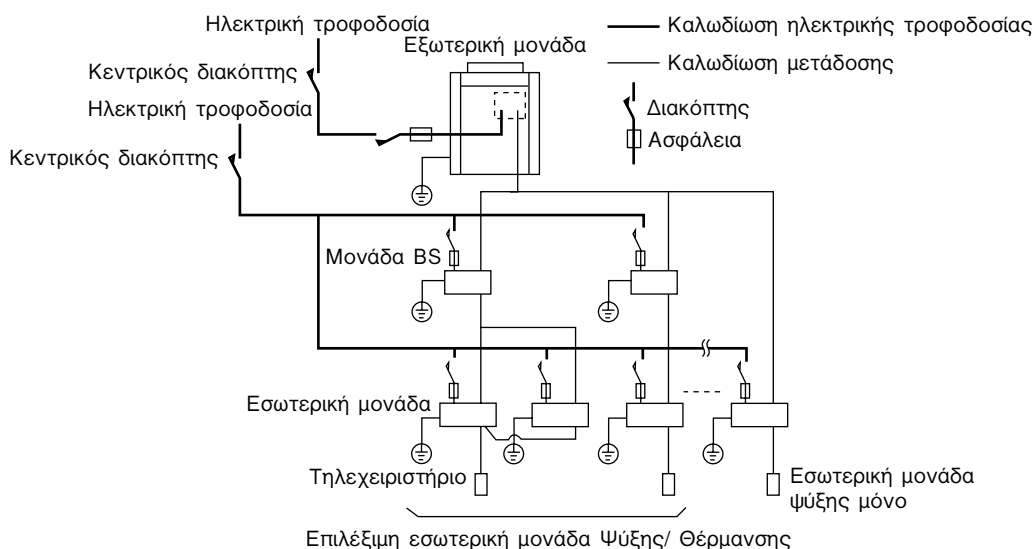 Ηλεκτρική τροφοδοσία
Εξωτερική μονάδα
Καλωδίωση ηλεκτρικής τροφοδοσίας
Κεντρικός διακόπτης
Καλωδίωση μετάδοσης
Ηλεκτρική τροφοδοσία
Διακόπτης
Ασφάλεια
Κεντρικός διακόπτης
Μονάδα BS
Εσωτερική μονάδα
Τηλεχειριστήριο
Εσωτερική μονάδα
ψύξης μόνο
Επιλέξιμη εσωτερική μονάδα Ψύξης/ Θέρμανσης